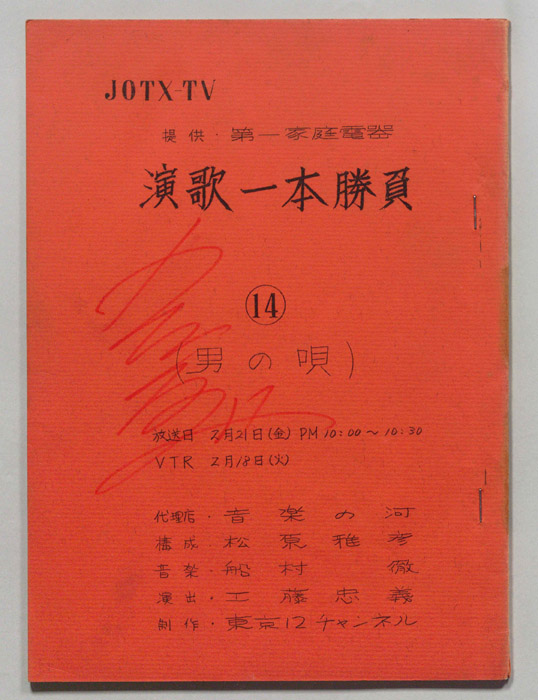 JOTX-TV
提供・第一家庭電器
演歌一本勝負
⑭
(男の唄)
放送日 2月21日(金) PM 10:00～10:30
VTR 2月18日(火)
代理店・音楽の河
構成・松原雅彦
音楽・船村 徹
演出・工藤忠義
制作・東京12チャンネル